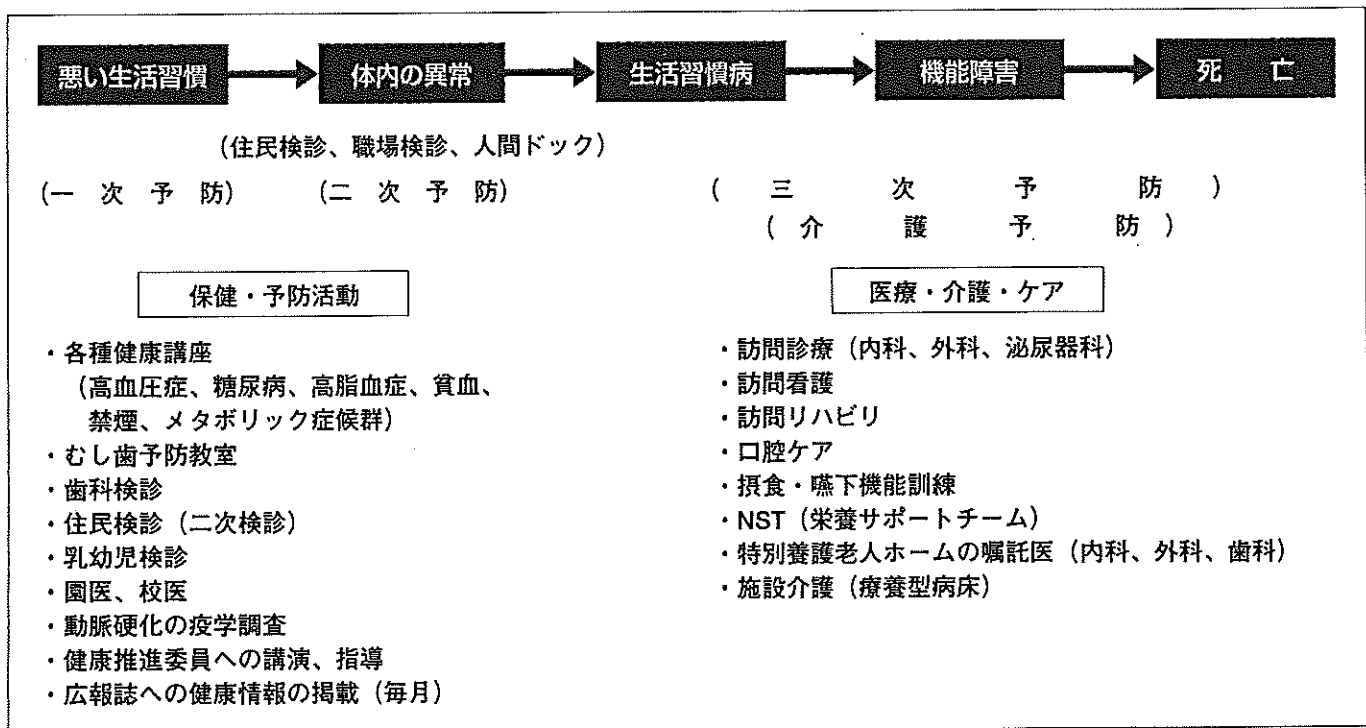 悪い生活習慣 体内の異常 生活習慣病 機能障害 死 亡
(住民検診、職場検診、人間ドック)
(一 次 予 防) (二 次 予 防) ( 三 次 予 防 )
( 介 護 予 防 )
保健・予防活動
・各種健康講座
(高血圧症、糖尿病、高脂血症、貧血、
禁煙、メタボリック症候群)
・むし歯予防教室
・歯科検診
・住民検診(二次検診)
・乳幼児検診
・園医、校医
・動脈硬化の疫学調査
・健康推進委員への講演、指導
・広報誌への健康情報の掲載(毎月)
医療・介護・ケア
・訪問診療(内科、外科、泌尿器科)
・訪問看護
・訪問リハビリ
・口腔ケア
・摂食・嚥下機能訓練
・NST(栄養サポートチーム)
・特別養護老人ホームの嘱託医(内科、外科、歯科)
・施設介護(療養型病床)